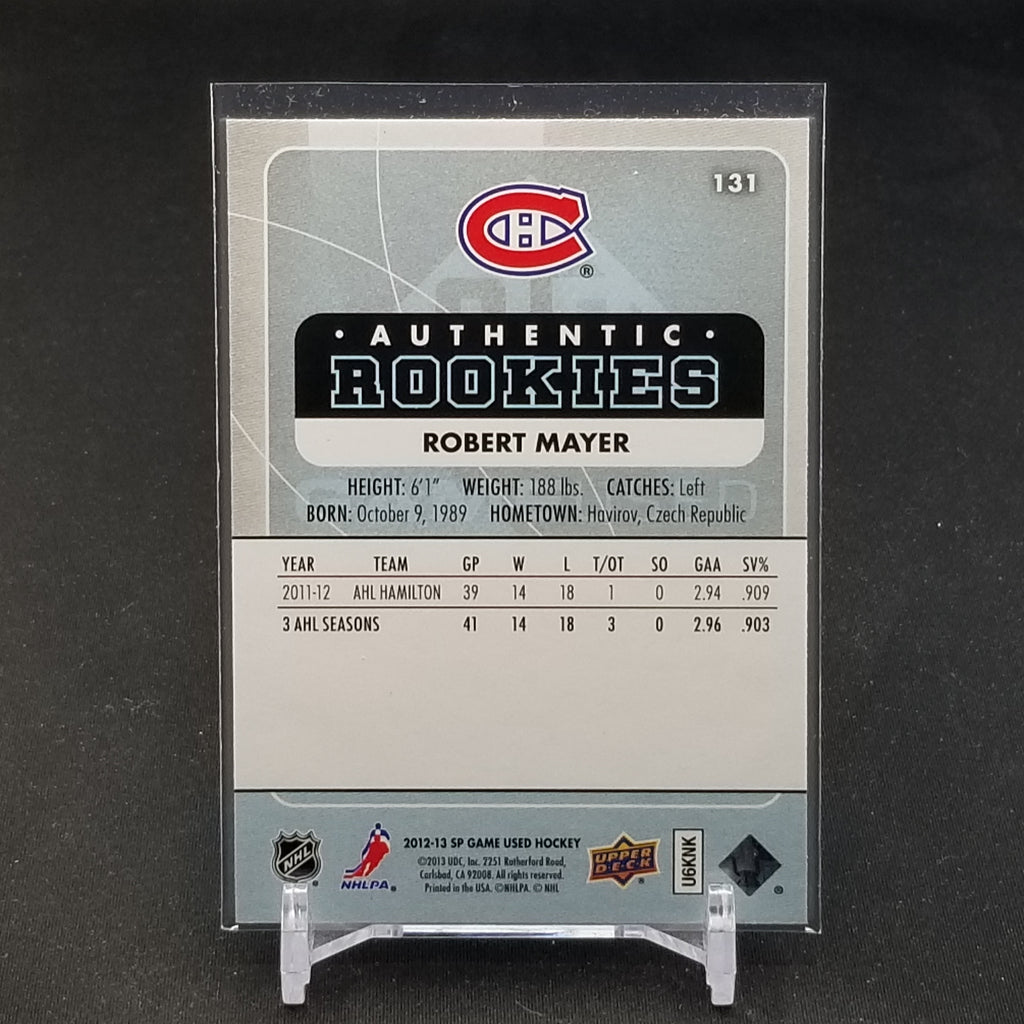 131
®
· AUTHENTIC ·
ROOKIES
ROBERT MAYER
HEIGHT: 6'1" WEIGHT: 188 lbs. CATCHES: Left
BORN: October 9, 1989 HOMETOWN: Havirov, Czech Republic
YEAR TEAM GP W L T/OT SO GAA SV%
2011-12 AHL HAMILTON 39 14 18 1 0 2.94 .909
3 AHL SEASONS 41 14 18 3 0 2.96 .903
NHL ®
NHLPA®
2012-13 SP GAME USED HOCKEY
©2013 UDC, Inc. 2251 Rutherford Road,
Carlsbad, CA 92008. All rights reserved.
Printed in the USA. ©NHLPA. © NHL
UPPER
DECK ®
U6KNK
®